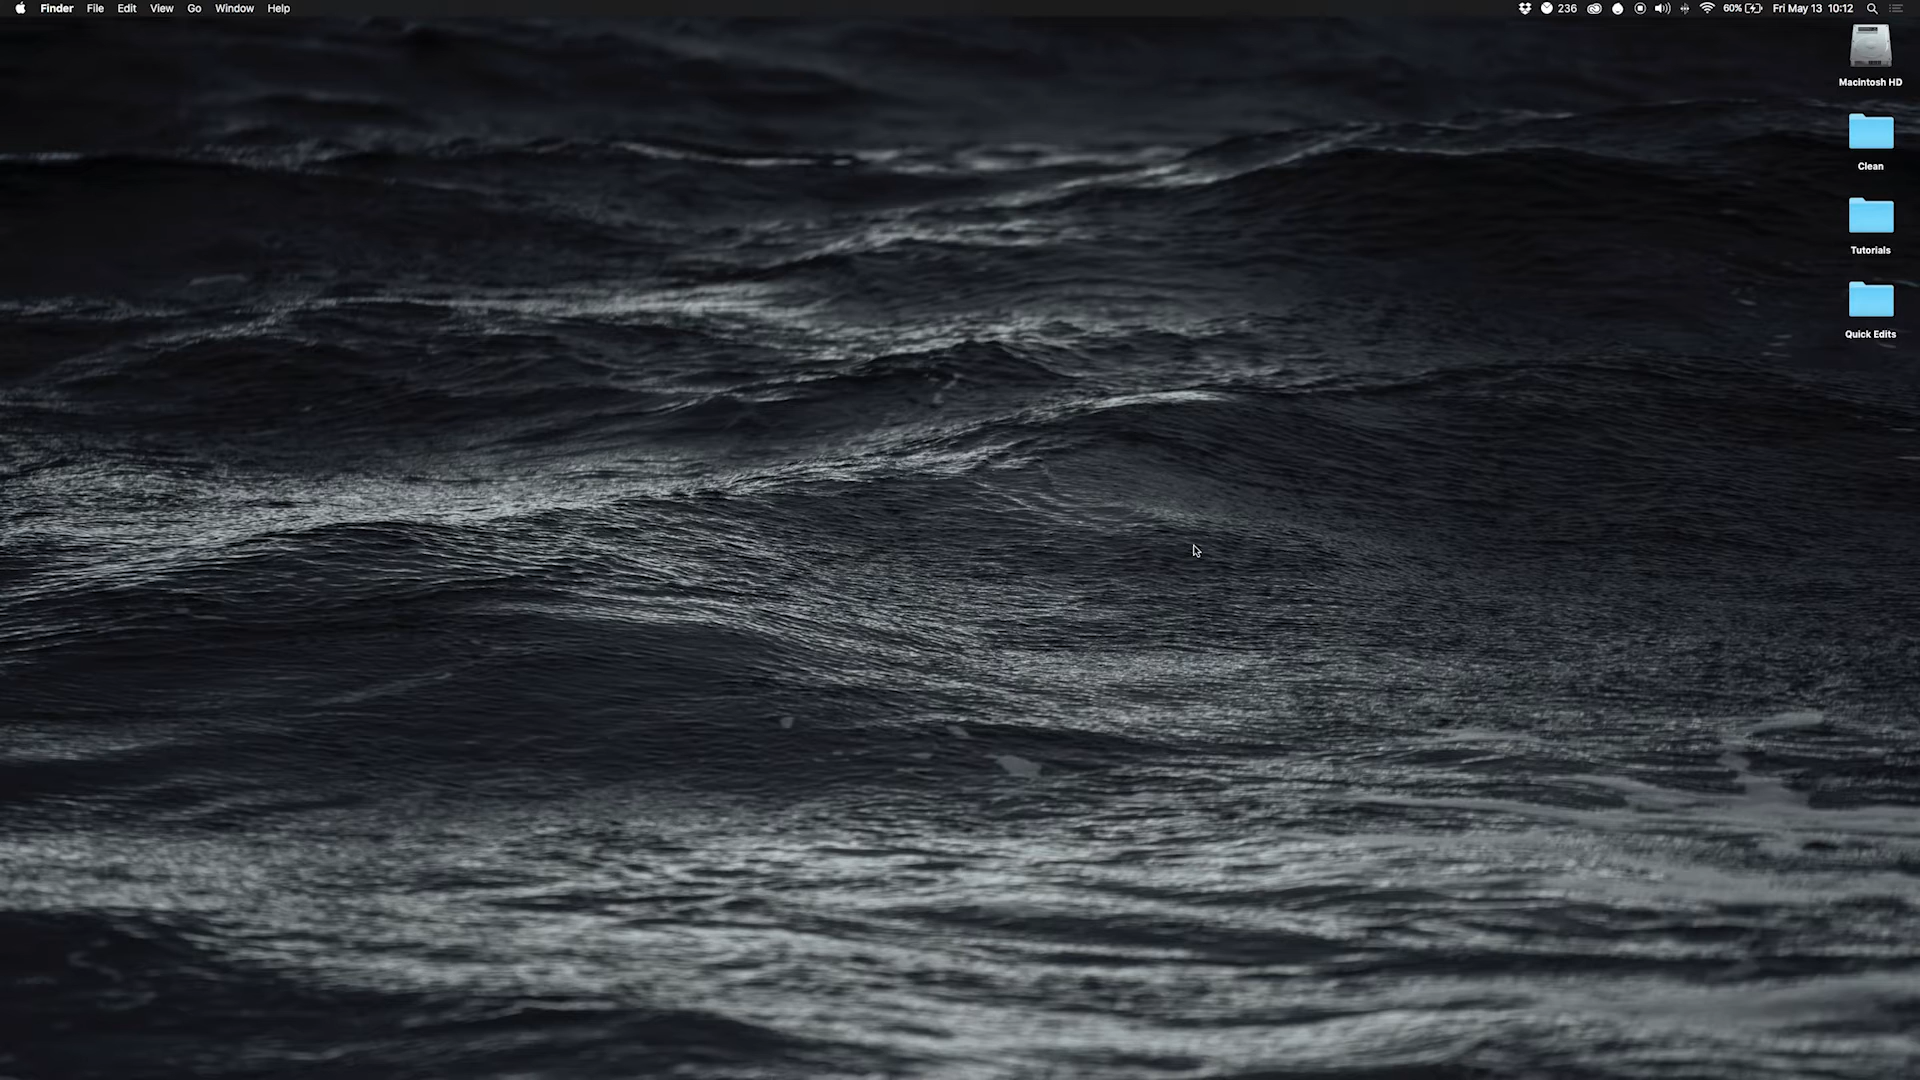 Finder File Edit View Go Window Help 236 60% Fri May 13 10:12
Macintosh HD
Clean
Tutorials
Quick Edits